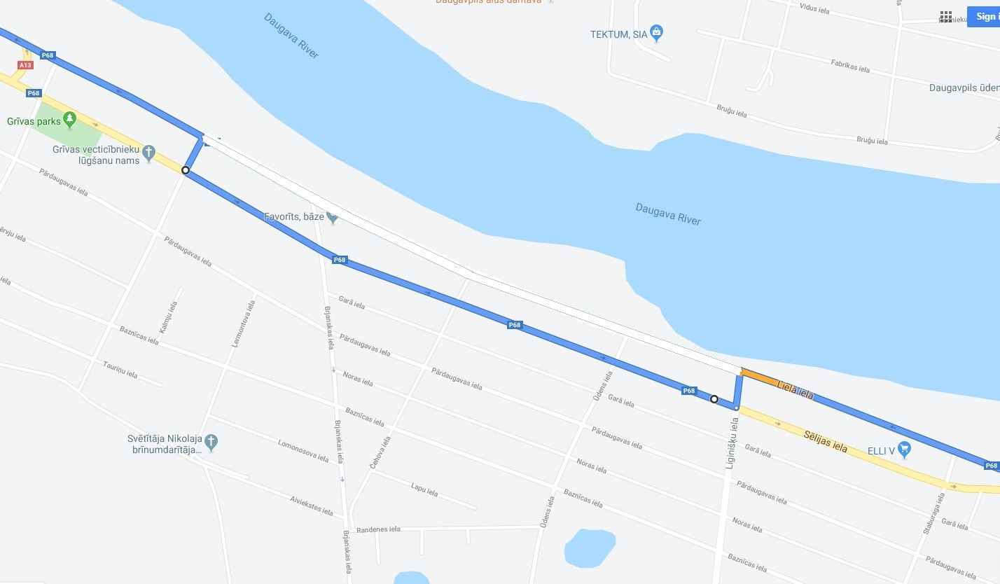 Daugavpils alus darītava
Vidus iela
Sign i
Daugava River
TEKTUM, SIA
P68
A13
Fabrikas iela
P68
Daugavpils ūden
Grīvas parks
Bruģu iela
Bruģu iela
Grīvas vecticībnieku
lūgšanu nams
Pārdaugavas iela
Daugava River
Favorīts, bāze
Pārdaugavas iela
ērvju iela
P68
iela
Garā iela
Kalmju iela
Ļermontova iela
Brjanskas iela
P68
Baznīcas iela
Pārdaugavas iela
Tauriņu iela
Noras iela
Pārdaugavas iela
Ūdens iela
P68
Lielā iela
Garā iela
Baznīcas iela
Svētītāja Nikolaja
brīnumdarītāja...
Lomonosova iela
Brjanskas iela
Čehova iela
Pārdaugavas iela
Līginišķu iela
Sēlijas iela
Garā iela
ELLI V
P68
Noras iela
Lapu iela
Baznīcas iela
Pārdaugavas iela
Aiviekstes iela
Ūdens iela
Staburaga iela
Noras iela
Garā iela
Randenes iela
Brjanskas iela
Baznīcas iela
Pārdaugavas iela